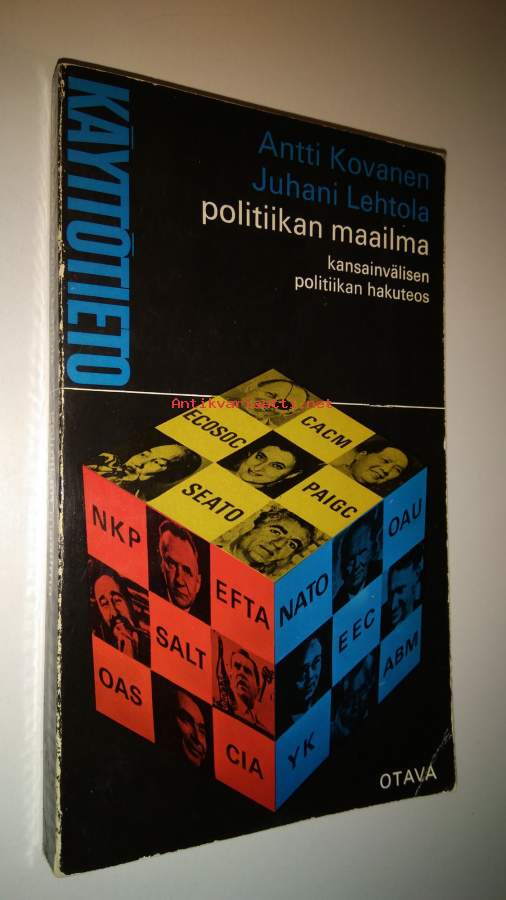 KÄYTTÖTIETO
Antti Kovanen
Juhani Lehtola
politiikan maailma
kansainvälisen
politiikan hakuteos
Antikvariaatti.net
ECOSOC
CACM
SEATO
PAIGC
NKP
EFTA
SALT
OAS
CIA
NATO
OAU
EEC
ABM
YK
OTAVA